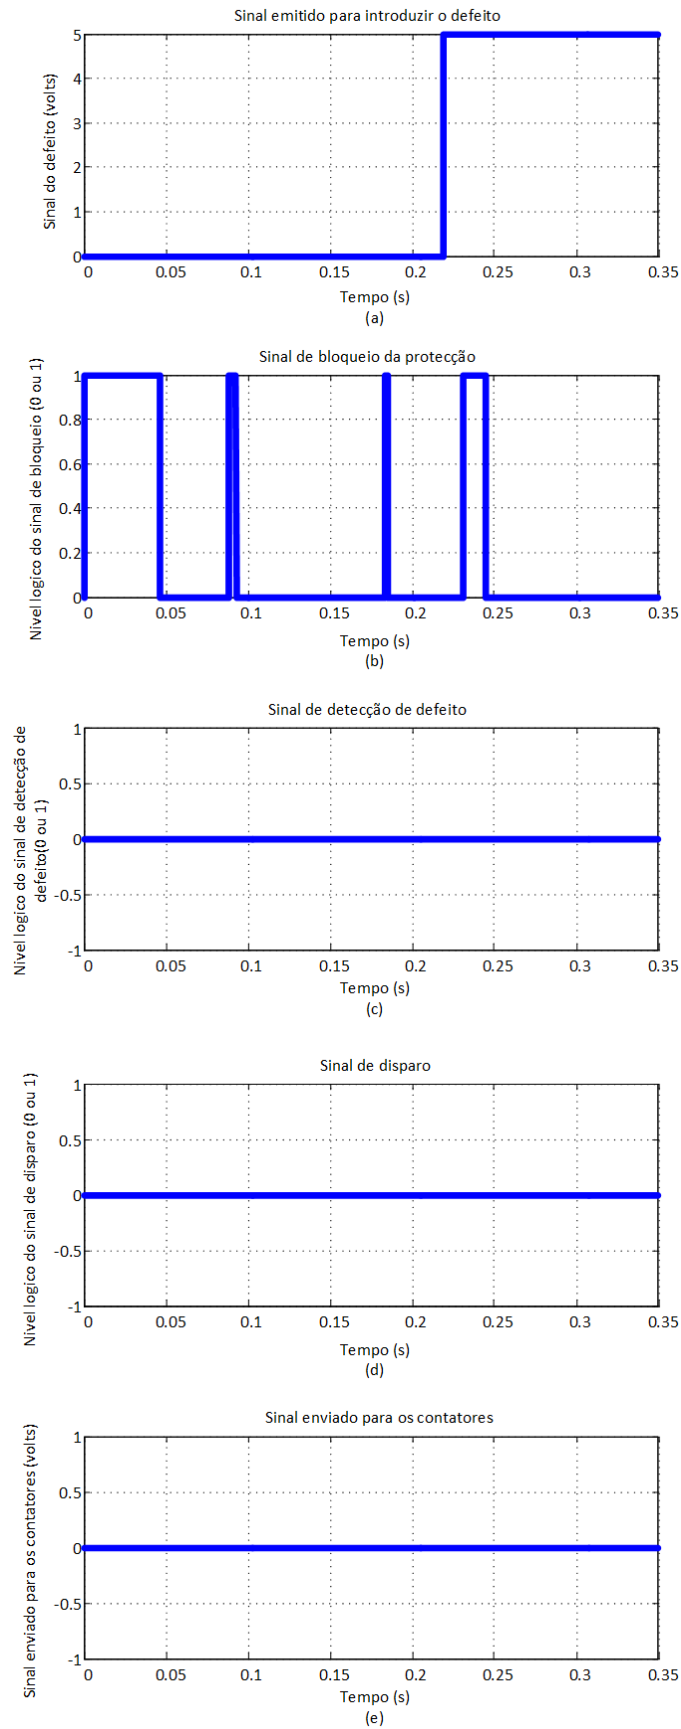 Sinal emitido para introduzir o defeito
Sinal do defeito (volts)
5
4
3
2
1
0
0 0.05 0.1 0.15 0.2 0.25 0.3 0.35
Tempo (s)
(a)
Sinal de bloqueio da protecção
Nivel logico do sinal de bloqueio (0 ou 1)
1
0.8
0.6
0.4
0.2
0
0 0.05 0.1 0.15 0.2 0.25 0.3 0.35
Tempo (s)
(b)
Sinal de detecção de defeito
Nivel logico do sinal de detecção de
defeito(0 ou 1)
1
0.5
0
-0.5
-1
0 0.05 0.1 0.15 0.2 0.25 0.3 0.35
Tempo (s)
(c)
Sinal de disparo
Nivel logico do sinal de disparo (0 ou 1)
1
0.5
0
-0.5
-1
0 0.05 0.1 0.15 0.2 0.25 0.3 0.35
Tempo (s)
(d)
Sinal enviado para os contatores
Sinal enviado para os contatores (volts)
1
0.5
0
-0.5
-1
0 0.05 0.1 0.15 0.2 0.25 0.3 0.35
Tempo (s)
(e)